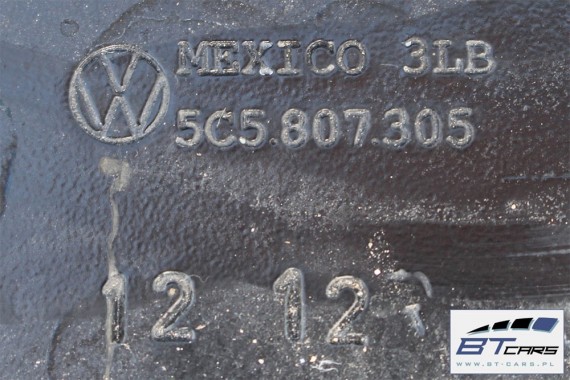 MEXICO 3LB
5C5.807.305
12 12
BTCARS
WWW.BT-CARS.PL